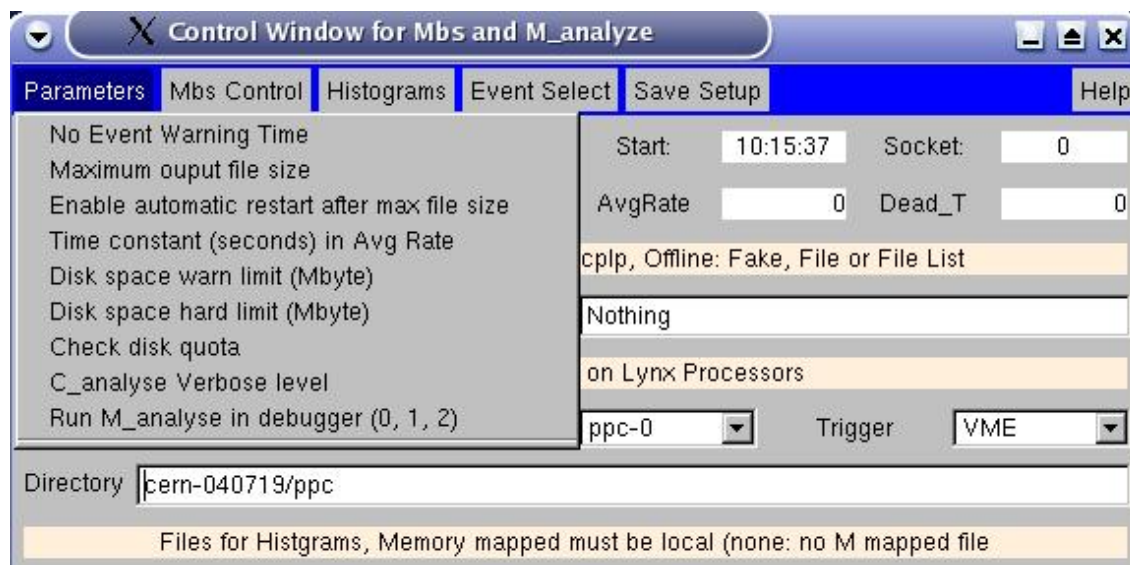 Control Window for Mbs and M_analyze
Parameters Mbs Control Histograms Event Select Save Setup Help
No Event Warning Time
Maximum ouput file size
Enable automatic restart after max file size
Time constant (seconds) in Avg Rate
Disk space warn limit (Mbyte)
Disk space hard limit (Mbyte)
Check disk quota
C_analyse Verbose level
Run M_analyse in debugger (0, 1, 2)
Start: 10:15:37 Socket: 0
AvgRate 0 Dead_T 0
cplp, Offline: Fake, File or File List
Nothing
on Lynx Processors
ppc-0 Trigger VME
Directory cern-040719/ppc
Files for Histgrams, Memory mapped must be local (none: no M mapped file